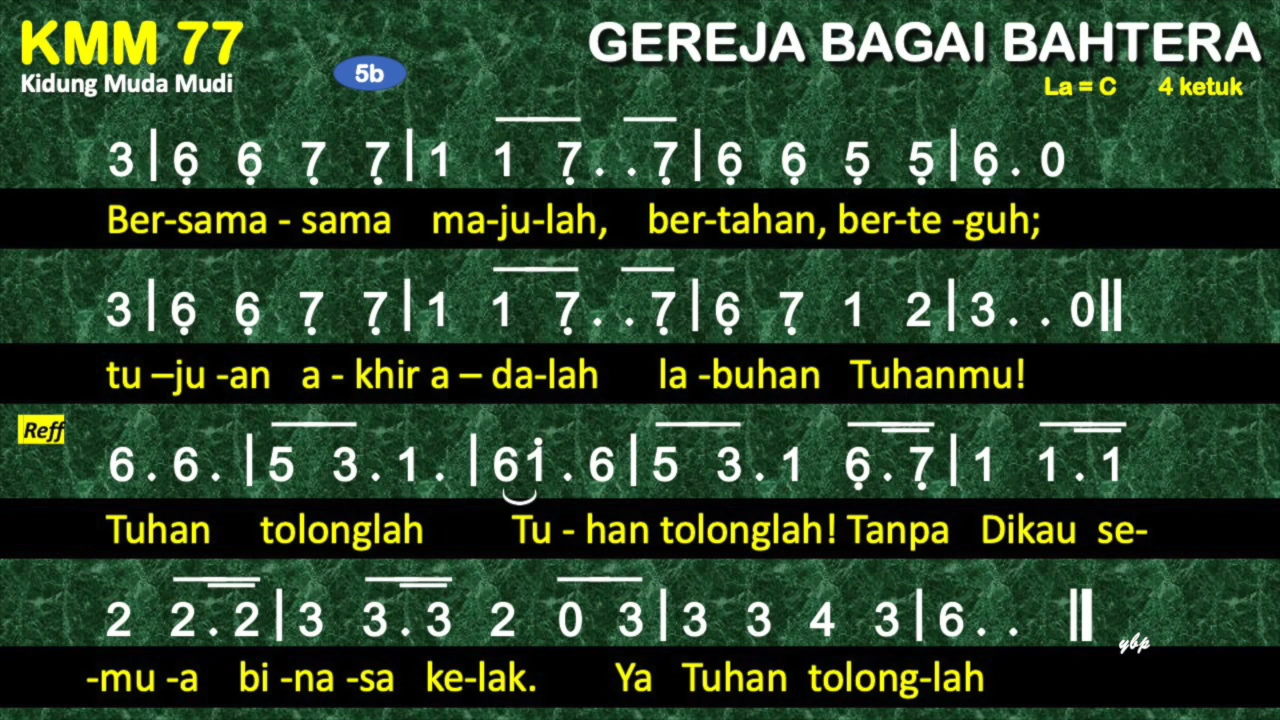 KMM 77
GEREJA BAGAI BAHTERA
Kidung Muda Mudi
5b
La = C 4 ketuk
3 | 6̣ 6̣ 7̣ 7̣ | 1 1 7̣ . . 7̣ | 6̣ 6̣ 5̣ 5̣ | 6̣ . 0
Ber-sama - sama ma-ju-lah, ber-tahan, ber-te -guh;
3 | 6̣ 6̣ 7̣ 7̣ | 1 1 7̣ . . 7̣ | 6̣ 7̣ 1 2 | 3 . . 0 ||
tu –ju -an a - khir a – da-lah la -buhan Tuhanmu!
Reff
6 . 6 . | 5 3 . 1 . | 6 1̇ . 6 | 5 3 . 1 6̣ . 7̣ | 1 1 . 1
Tuhan tolonglah Tu - han tolonglah! Tanpa Dikau se-
2 2 . 2 | 3 3 . 3 2 0 3 | 3 3 4 3 | 6 . . ||
-mu -a bi -na -sa ke-lak. Ya Tuhan tolong-lah
ybp